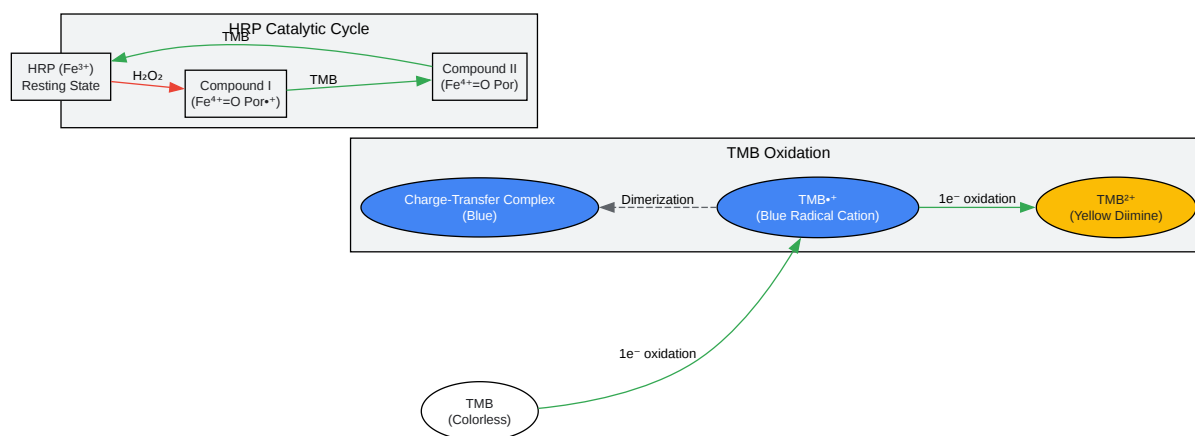 HRP Catalytic Cycle
TMB
HRP (Fe³⁺)
Resting State
H₂O₂
Compound I
(Fe⁴⁺=O Por•⁺)
TMB
Compound II
(Fe⁴⁺=O Por)
TMB Oxidation
Charge-Transfer Complex
(Blue)
Dimerization
TMB•⁺
(Blue Radical Cation)
1e⁻ oxidation
TMB²⁺
(Yellow Diimine)
1e⁻ oxidation
TMB
(Colorless)